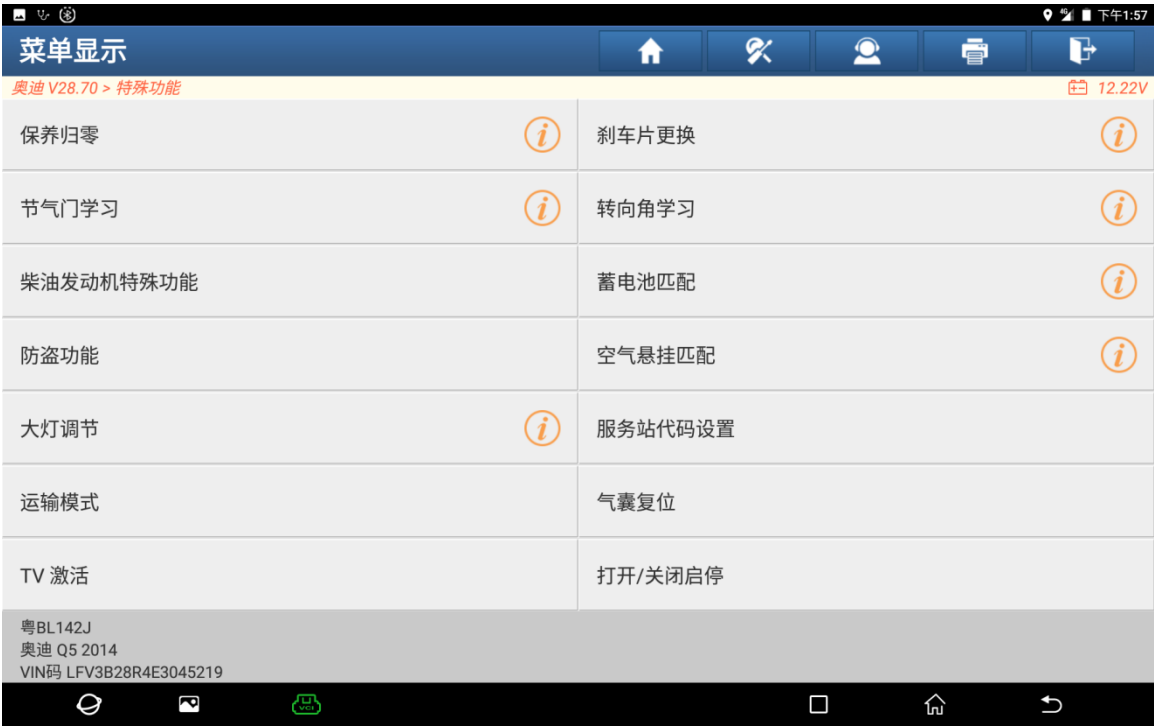 4G 下午1:57
菜单显示
奥迪 V28.70 > 特殊功能 12.22V
保养归零 刹车片更换
节气门学习 转向角学习
柴油发动机特殊功能 蓄电池匹配
防盗功能 空气悬挂匹配
大灯调节 服务站代码设置
运输模式 气囊复位
TV 激活 打开/关闭启停
粤BL142J
奥迪 Q5 2014
VIN码 LFV3B28R4E3045219
VCI